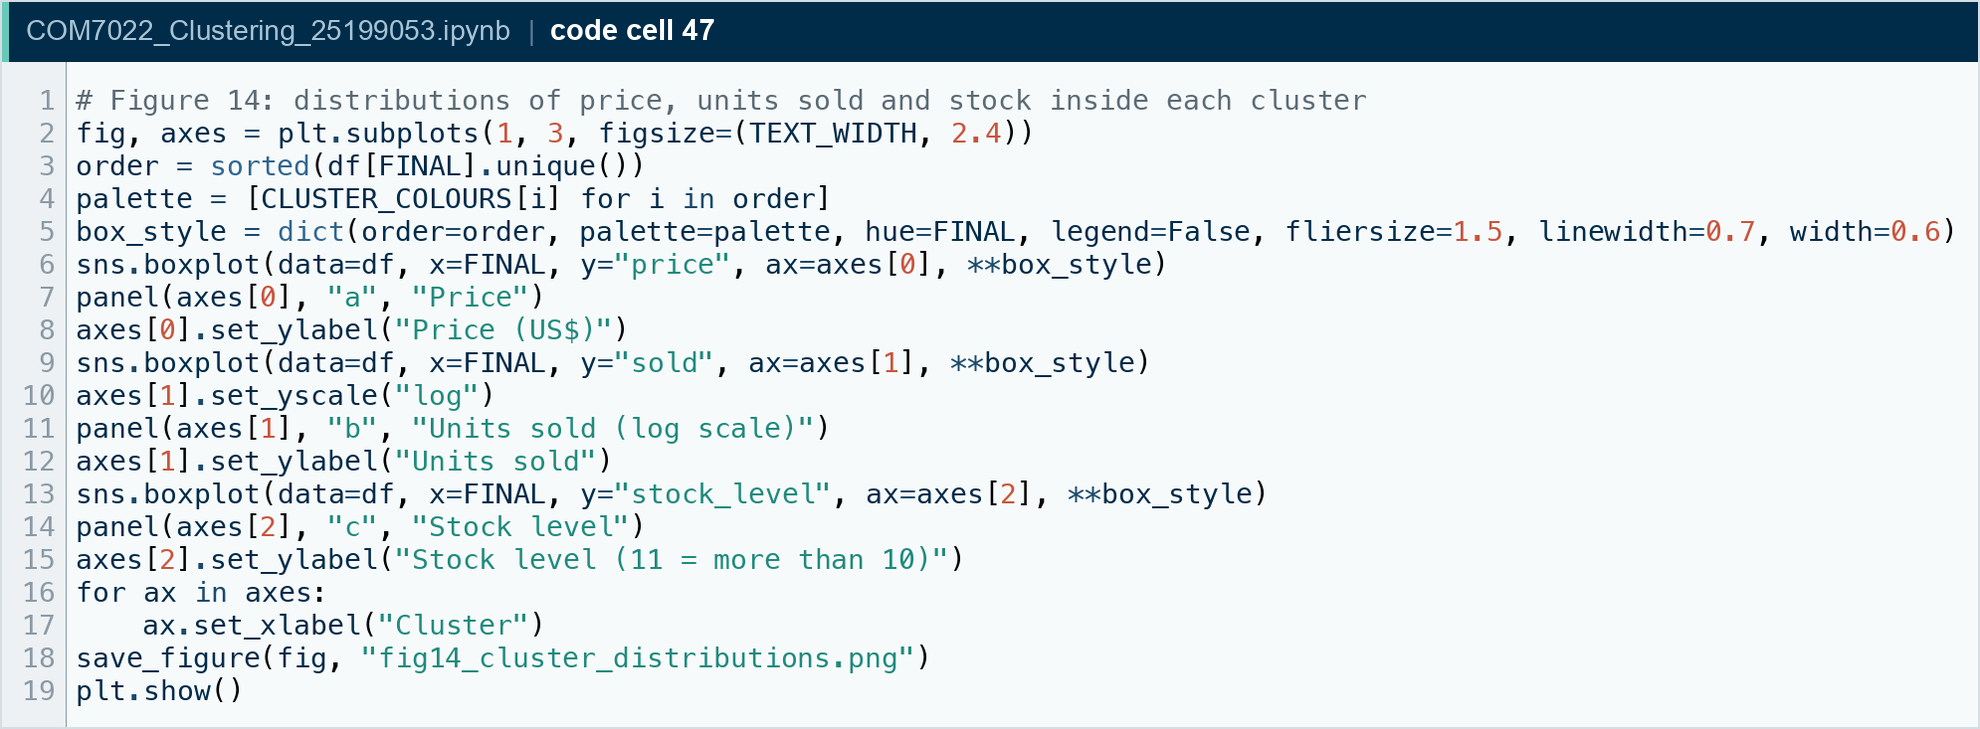 COM7022_Clustering_25199053.ipynb | code cell 47
1 # Figure 14: distributions of price, units sold and stock inside each cluster
2 fig, axes = plt.subplots(1, 3, figsize=(TEXT_WIDTH, 2.4))
3 order = sorted(df[FINAL].unique())
4 palette = [CLUSTER_COLOURS[i] for i in order]
5 box_style = dict(order=order, palette=palette, hue=FINAL, legend=False, fliersize=1.5, linewidth=0.7, width=0.6)
6 sns.boxplot(data=df, x=FINAL, y="price", ax=axes[0], **box_style)
7 panel(axes[0], "a", "Price")
8 axes[0].set_ylabel("Price (US$)")
9 sns.boxplot(data=df, x=FINAL, y="sold", ax=axes[1], **box_style)
10 axes[1].set_yscale("log")
11 panel(axes[1], "b", "Units sold (log scale)")
12 axes[1].set_ylabel("Units sold")
13 sns.boxplot(data=df, x=FINAL, y="stock_level", ax=axes[2], **box_style)
14 panel(axes[2], "c", "Stock level")
15 axes[2].set_ylabel("Stock level (11 = more than 10)")
16 for ax in axes:
17     ax.set_xlabel("Cluster")
18 save_figure(fig, "fig14_cluster_distributions.png")
19 plt.show()